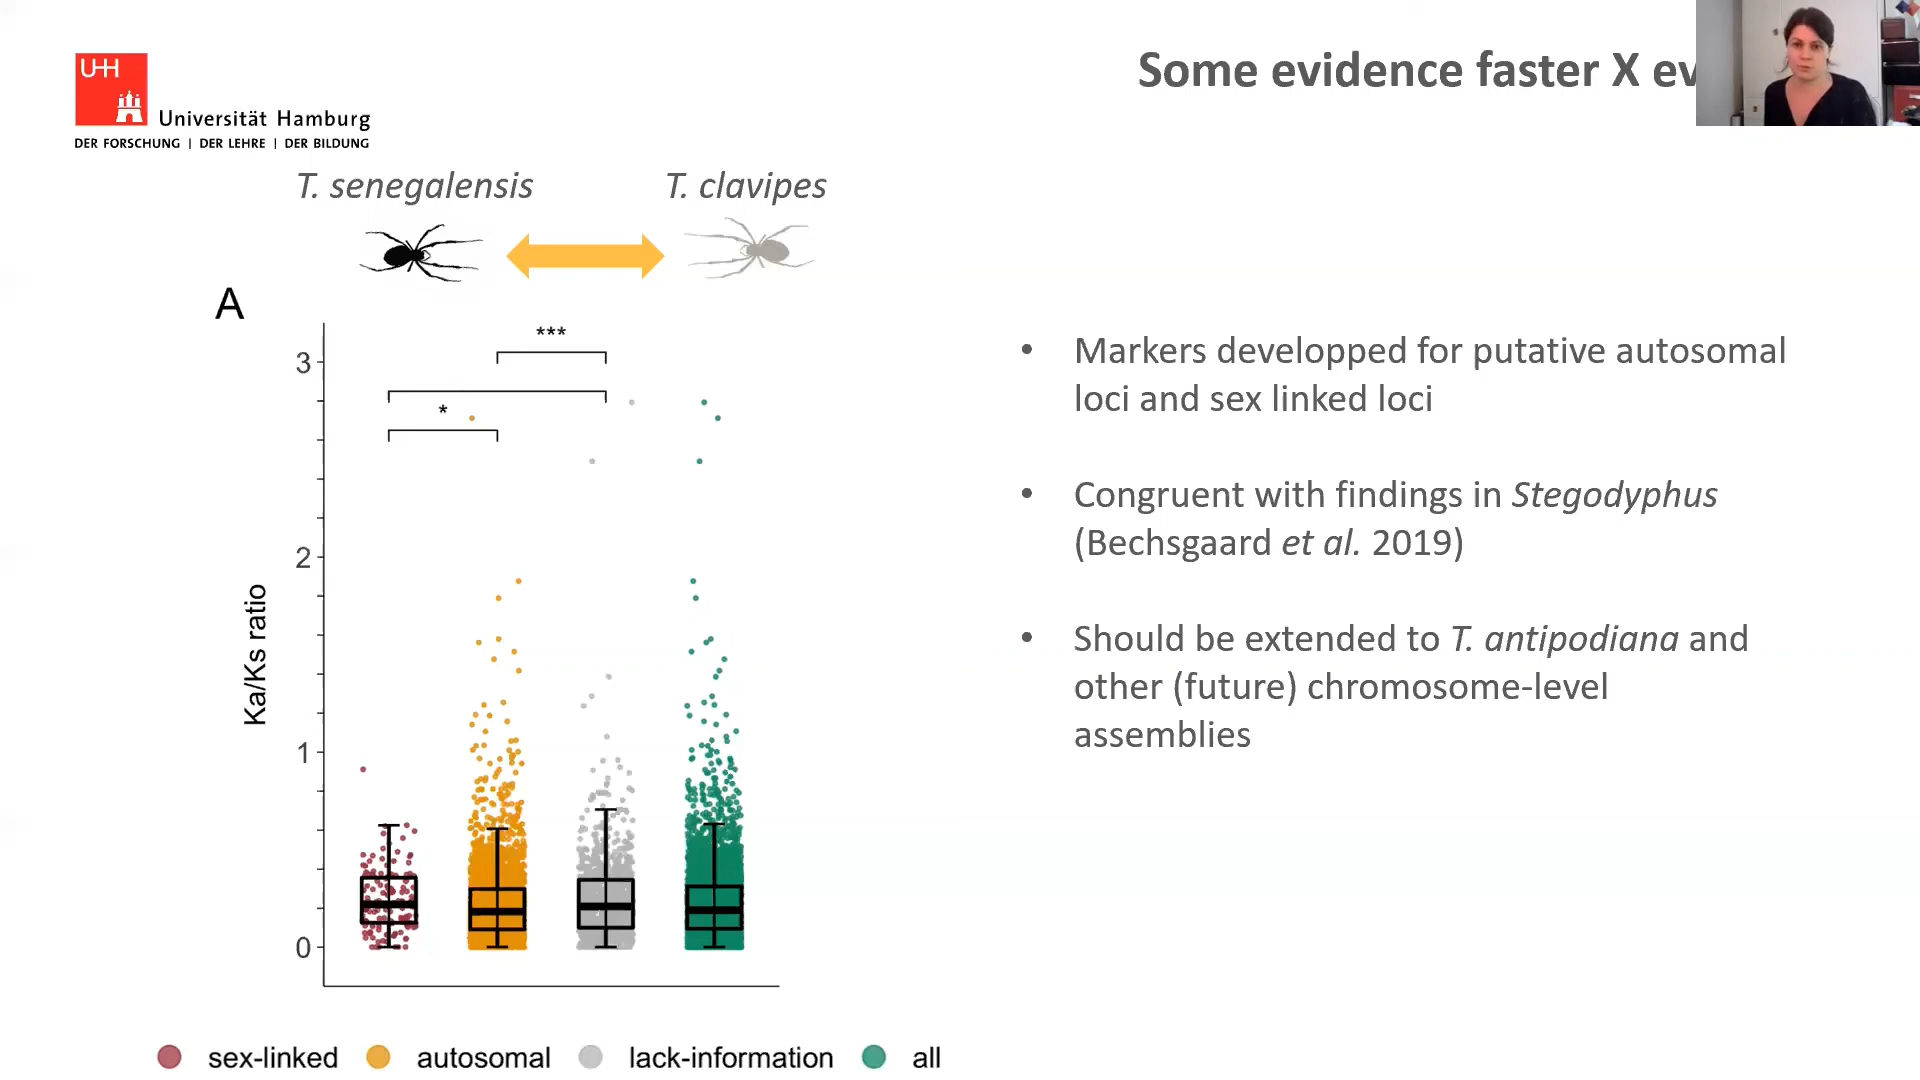 UHH
Universität Hamburg
DER FORSCHUNG | DER LEHRE | DER BILDUNG
Some evidence faster X ev
T. senegalensis
T. clavipes
A
***
*
3
2
1
0
Ka/Ks ratio
sex-linked
autosomal
lack-information
all
• Markers developped for putative autosomal
loci and sex linked loci
• Congruent with findings in Stegodyphus
(Bechsgaard et al. 2019)
• Should be extended to T. antipodiana and
other (future) chromosome-level
assemblies